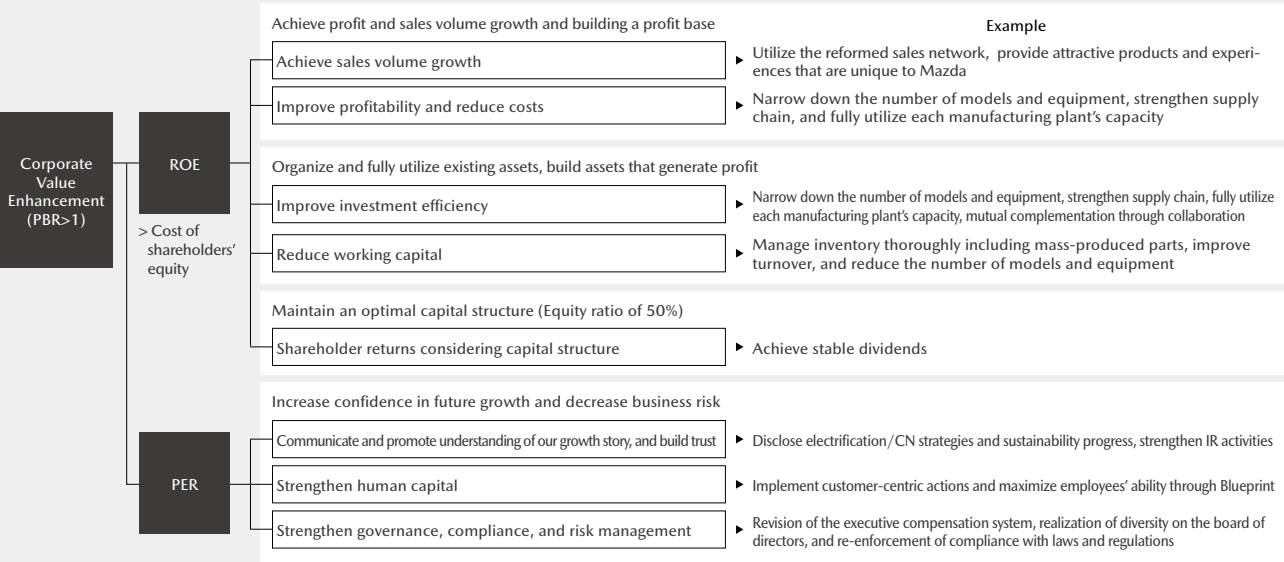 Achieve profit and sales volume growth and building a profit base
Example
Achieve sales volume growth
Utilize the reformed sales network, provide attractive products and experi-
ences that are unique to Mazda
Improve profitability and reduce costs
Narrow down the number of models and equipment, strengthen supply
chain, and fully utilize each manufacturing plant's capacity
Corporate
Value
Enhancement
(PBR>1)
ROE
> Cost of
shareholders'
equity
Organize and fully utilize existing assets, build assets that generate profit
Improve investment efficiency
Narrow down the number of models and equipment, strengthen supply chain, fully utilize
each manufacturing plant's capacity, mutual complementation through collaboration
Reduce working capital
Manage inventory thoroughly including mass-produced parts, improve
turnover, and reduce the number of models and equipment
Maintain an optimal capital structure (Equity ratio of 50%)
Shareholder returns considering capital structure
Achieve stable dividends
PER
Increase confidence in future growth and decrease business risk
Communicate and promote understanding of our growth story, and build trust
Disclose electrification/CN strategies and sustainability progress, strengthen IR activities
Strengthen human capital
Implement customer-centric actions and maximize employees' ability through Blueprint
Strengthen governance, compliance, and risk management
Revision of the executive compensation system, realization of diversity on the board of
directors, and re-enforcement of compliance with laws and regulations